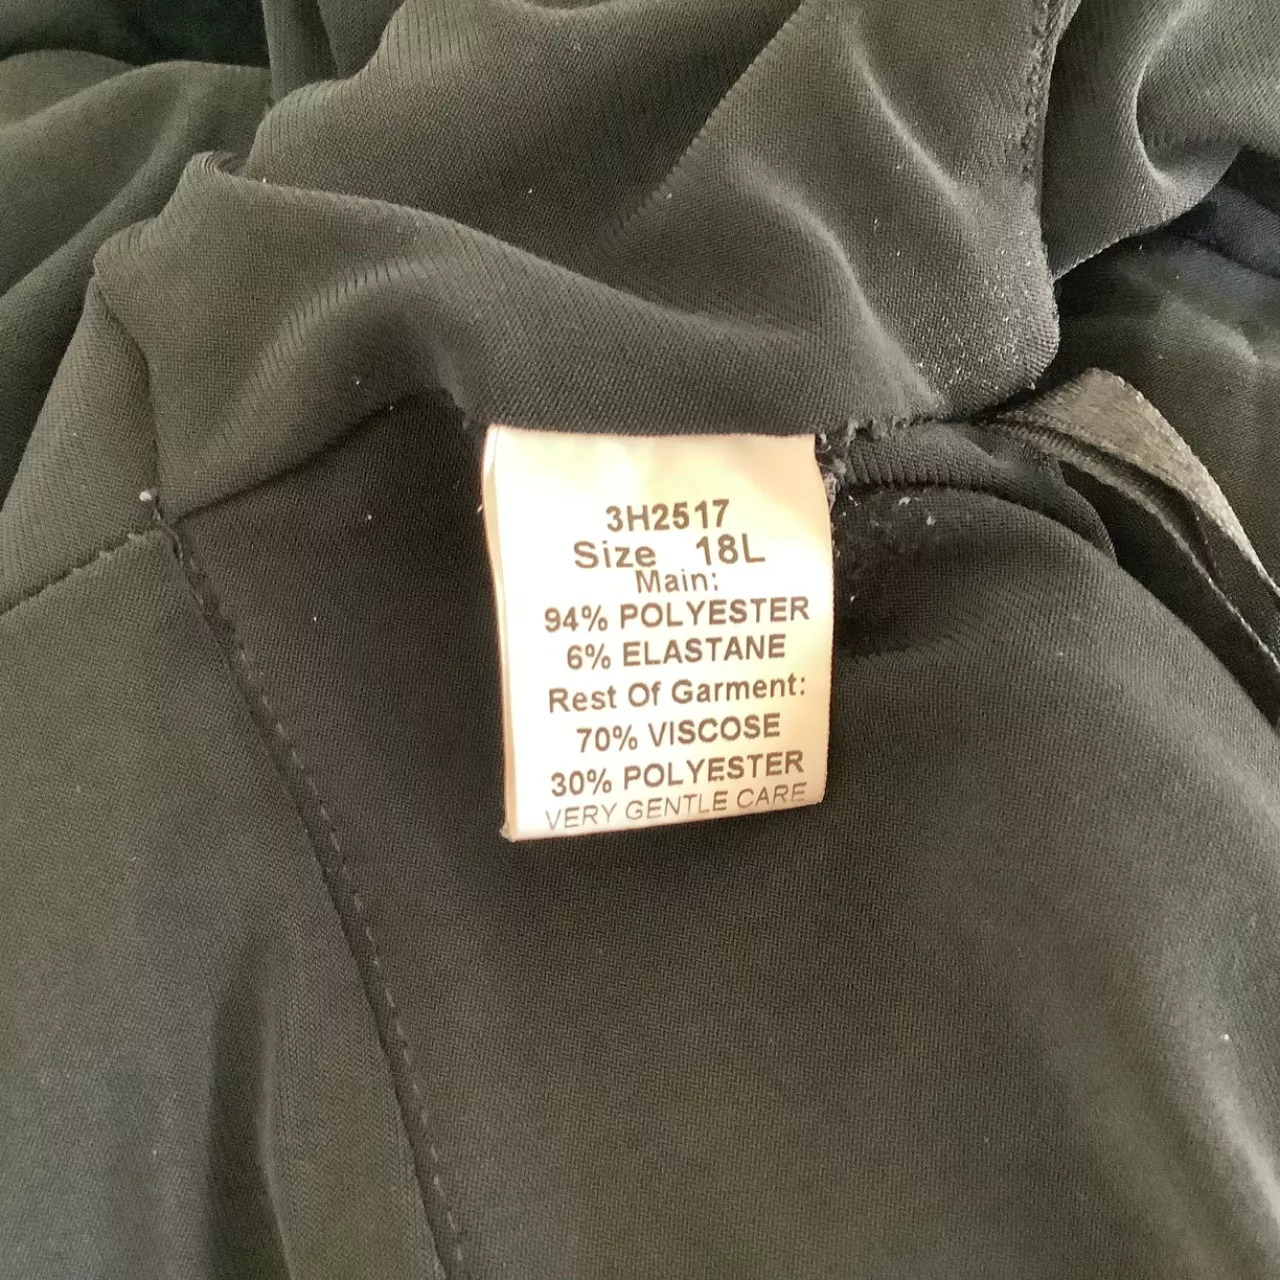 3H2517
Size 18L
Main:
94% POLYESTER
6% ELASTANE
Rest Of Garment:
70% VISCOSE
30% POLYESTER
VERY GENTLE CARE